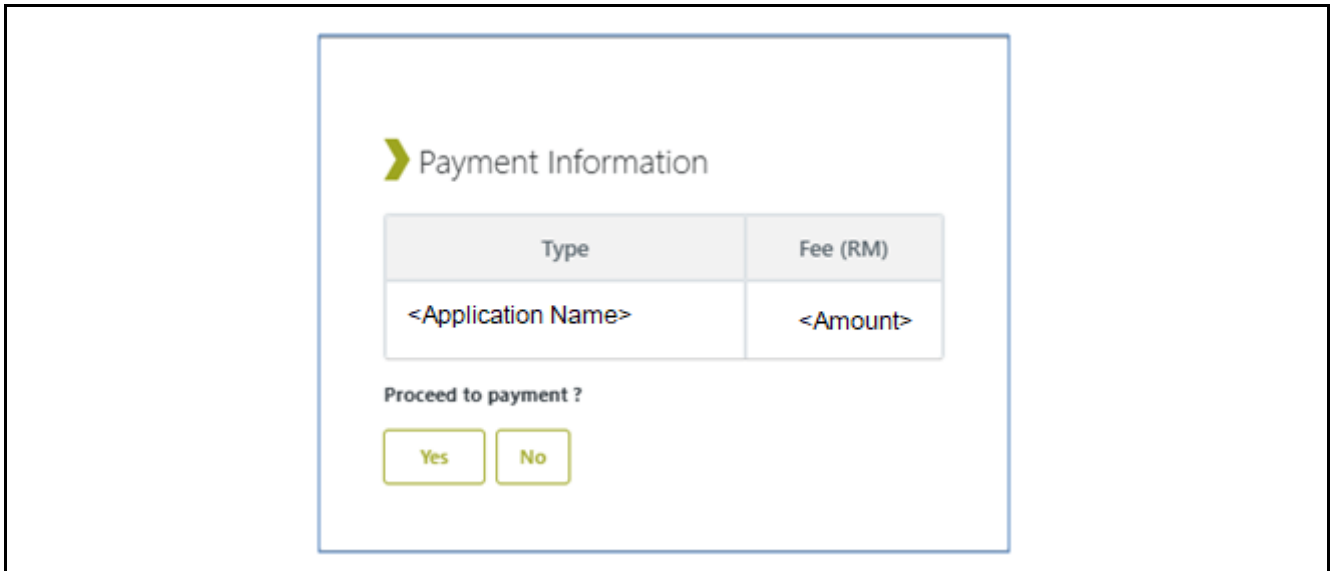 Payment Information
Type Fee (RM)
<Application Name> <Amount>
Proceed to payment ?
Yes No